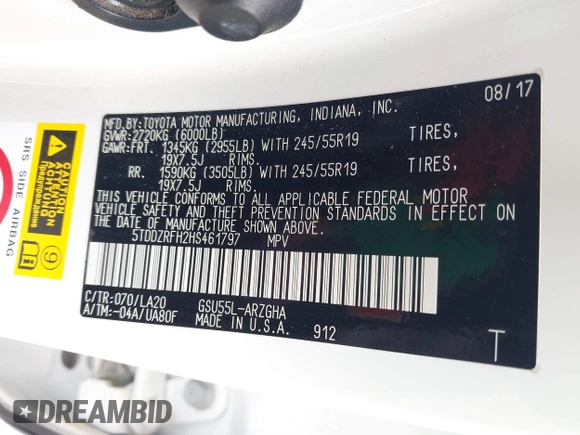 MFD.BY:TOYOTA MOTOR MANUFACTURING, INDIANA, INC. 08/17
GVWR:2720KG (6000LB)
GAWR:FRT. 1345KG (2955LB) WITH 245/55R19 TIRES,
19X7.5J RIMS.
RR. 1590KG (3505LB) WITH 245/55R19 TIRES,
19X7.5J RIMS.
THIS VEHICLE CONFORMS TO ALL APPLICABLE FEDERAL MOTOR
VEHICLE SAFETY AND THEFT PREVENTION STANDARDS IN EFFECT ON
THE DATE OF MANUFACTURE SHOWN ABOVE.
5TDDZRFH2HS461797 MPV
C/TR:070/LA20 GSU55L-ARZGHA
A/TM:-04A/UA80F MADE IN U.S.A. 912 T
SRS SIDE AIRBAG
CAUTION
ACHTUNG
Предупреждение
9
DREAMBID